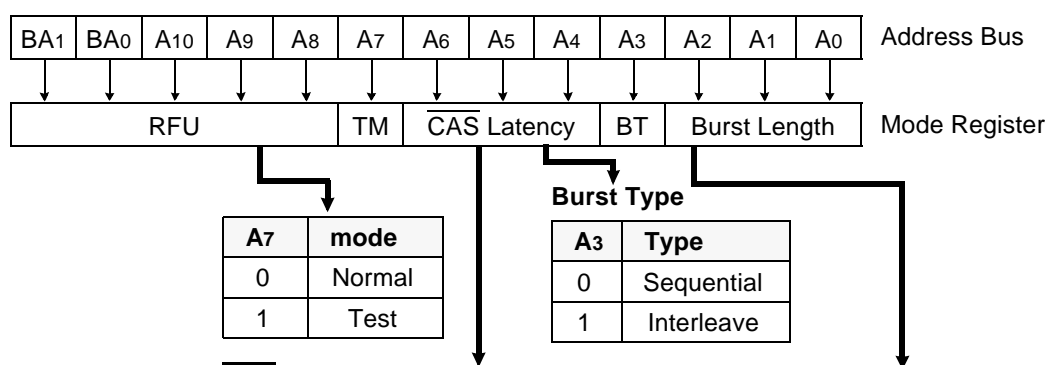 BA1 BA0 A10 A9 A8 A7 A6 A5 A4 A3 A2 A1 A0 Address Bus
RFU TM CAS Latency BT Burst Length Mode Register
Burst Type
A7 mode
0 Normal
1 Test
A3 Type
0 Sequential
1 Interleave